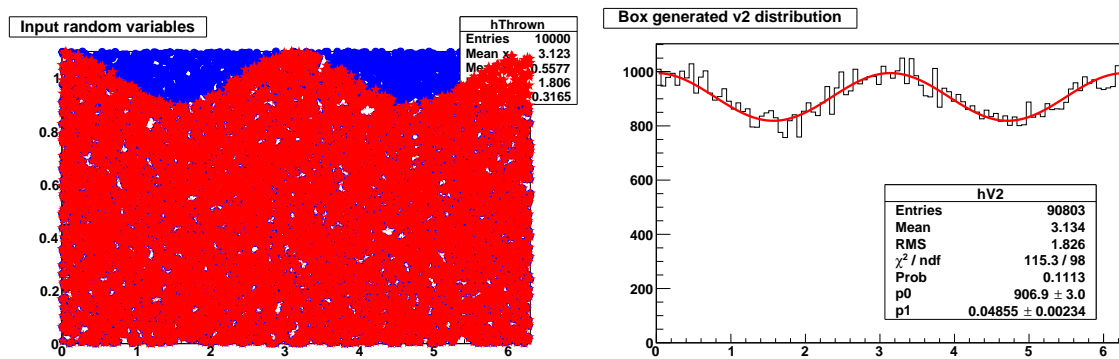 Input random variables
hThrown
Entries 10000
Mean x 3.123
0.5577
1.806
0.3165
1
0.8
0.6
0.4
0.2
0
0 1 2 3 4 5 6
Box generated v2 distribution
1000
800
600
400
200
0
0 1 2 3 4 5 6
hV2
Entries 90803
Mean 3.134
RMS 1.826
χ² / ndf 115.3 / 98
Prob 0.1113
p0 906.9 ± 3.0
p1 0.04855 ± 0.00234